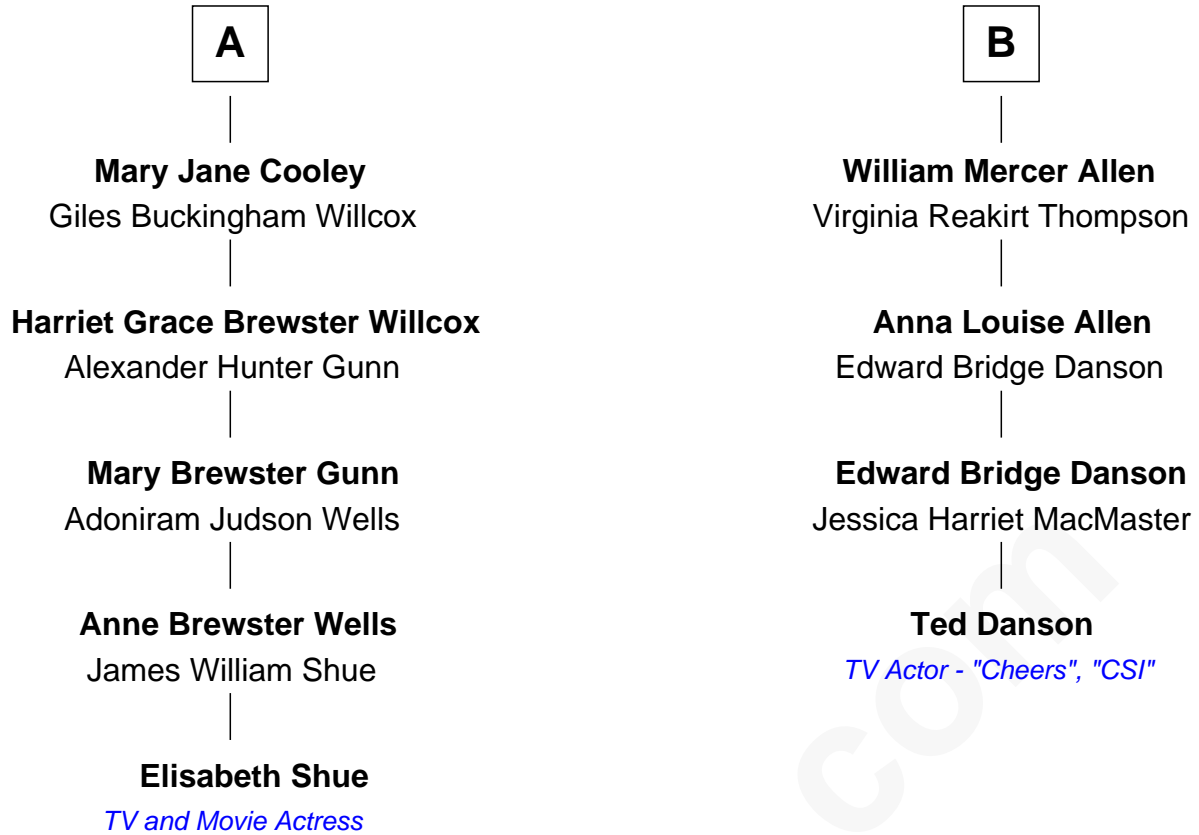 A
Mary Jane Cooley
Giles Buckingham Willcox
Harriet Grace Brewster Willcox
Alexander Hunter Gunn
Mary Brewster Gunn
Adoniram Judson Wells
Anne Brewster Wells
James William Shue
Elisabeth Shue
TV and Movie Actress
B
William Mercer Allen
Virginia Reakirt Thompson
Anna Louise Allen
Edward Bridge Danson
Edward Bridge Danson
Jessica Harriet MacMaster
Ted Danson
TV Actor - "Cheers", "CSI"
com